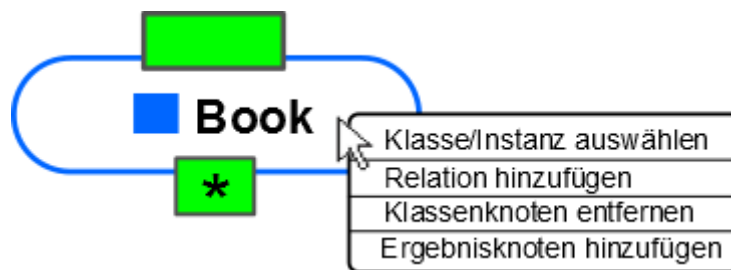 Book
*
Klasse/Instanz auswählen
Relation hinzufügen
Klassenknoten entfernen
Ergebnisknoten hinzufügen